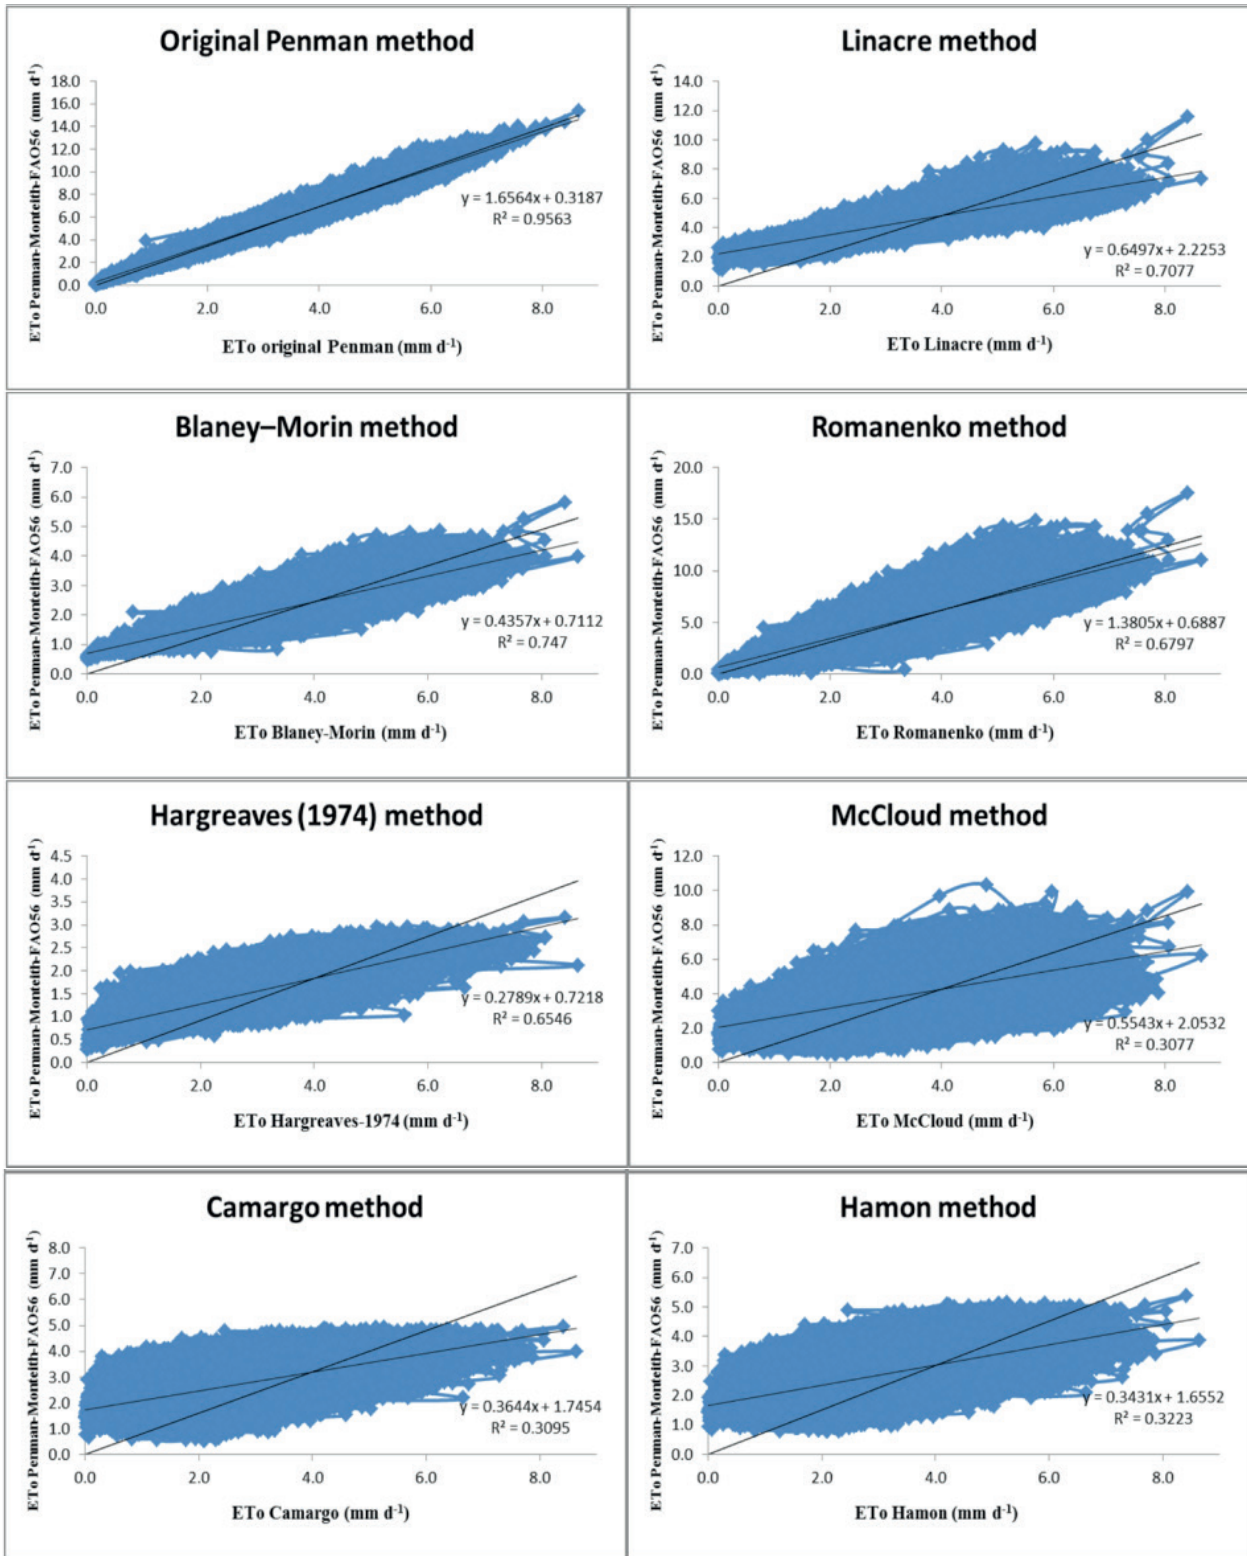 Original Penman method
ETo Penman-Monteith-FAO56 (mm d⁻¹)
18.0
16.0
14.0
12.0
10.0
8.0
6.0
4.0
2.0
0.0
y = 1.6564x + 0.3187
R² = 0.9563
0.0 2.0 4.0 6.0 8.0
ETo original Penman (mm d⁻¹)
Linacre method
ETo Penman-Monteith-FAO56 (mm d⁻¹)
14.0
12.0
10.0
8.0
6.0
4.0
2.0
0.0
y = 0.6497x + 2.2253
R² = 0.7077
0.0 2.0 4.0 6.0 8.0
ETo Linacre (mm d⁻¹)
Blaney–Morin method
ETo Penman-Monteith-FAO56 (mm d⁻¹)
7.0
6.0
5.0
4.0
3.0
2.0
1.0
0.0
y = 0.4357x + 0.7112
R² = 0.747
0.0 2.0 4.0 6.0 8.0
ETo Blaney-Morin (mm d⁻¹)
Romanenko method
ETo Penman-Monteith-FAO56 (mm d⁻¹)
20.0
15.0
10.0
5.0
0.0
y = 1.3805x + 0.6887
R² = 0.6797
0.0 2.0 4.0 6.0 8.0
ETo Romanenko (mm d⁻¹)
Hargreaves (1974) method
ETo Penman-Monteith-FAO56 (mm d⁻¹)
4.5
4.0
3.5
3.0
2.5
2.0
1.5
1.0
0.5
0.0
y = 0.2789x + 0.7218
R² = 0.6546
0.0 2.0 4.0 6.0 8.0
ETo Hargreaves-1974 (mm d⁻¹)
McCloud method
ETo Penman-Monteith-FAO56 (mm d⁻¹)
12.0
10.0
8.0
6.0
4.0
2.0
0.0
y = 0.5543x + 2.0532
R² = 0.3077
0.0 2.0 4.0 6.0 8.0
ETo McCloud (mm d⁻¹)
Camargo method
ETo Penman-Monteith-FAO56 (mm d⁻¹)
8.0
7.0
6.0
5.0
4.0
3.0
2.0
1.0
0.0
y = 0.3644x + 1.7454
R² = 0.3095
0.0 2.0 4.0 6.0 8.0
ETo Camargo (mm d⁻¹)
Hamon method
ETo Penman-Monteith-FAO56 (mm d⁻¹)
7.0
6.0
5.0
4.0
3.0
2.0
1.0
0.0
y = 0.3431x + 1.6552
R² = 0.3223
0.0 2.0 4.0 6.0 8.0
ETo Hamon (mm d⁻¹)